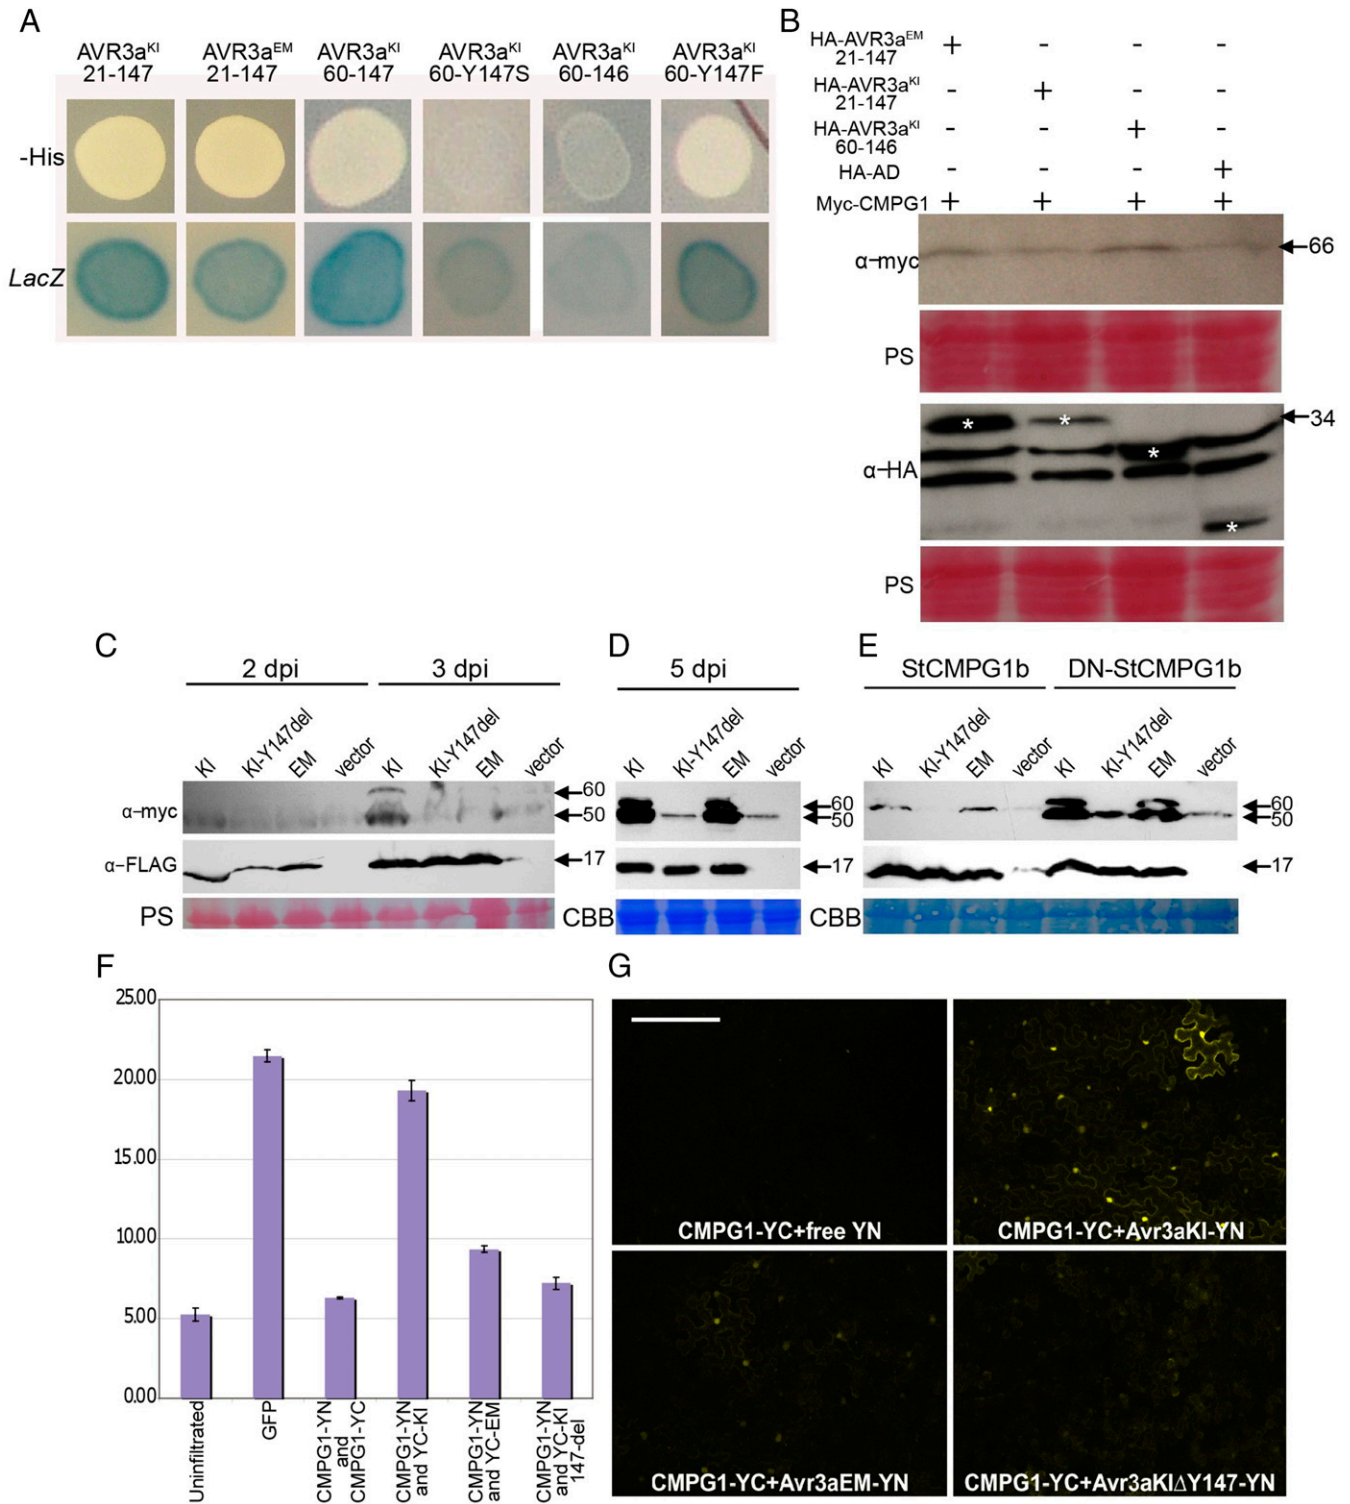 A
AVR3aKI 21-147
AVR3aEM 21-147
AVR3aKI 60-147
AVR3aKI 60-Y147S
AVR3aKI 60-146
AVR3aKI 60-Y147F
-His
LacZ
B
HA-AVR3aEM 21-147 + - - -
HA-AVR3aKI 21-147 - + - -
HA-AVR3aKI 60-146 - - + -
HA-AD - - - +
Myc-CMPG1 + + + +
α-myc
66
PS
α-HA
34
* * * *
PS
C
2 dpi 3 dpi
KI KI-Y147del EM vector KI KI-Y147del EM vector
α-myc
60
50
α-FLAG
17
PS
D
5 dpi
KI KI-Y147del EM vector
60
50
17
CBB
E
StCMPG1b DN-StCMPG1b
KI KI-Y147del EM vector KI KI-Y147del EM vector
60
50
17
CBB
F
25.00
20.00
15.00
10.00
5.00
0.00
Uninfiltrated
GFP
CMPG1-YN and CMPG1-YC
CMPG1-YN and YC-KI
CMPG1-YN and YC-EM
CMPG1-YN and YC-KI 147-del
G
CMPG1-YC+free YN
CMPG1-YC+Avr3aKI-YN
CMPG1-YC+Avr3aEM-YN
CMPG1-YC+Avr3aKIΔY147-YN